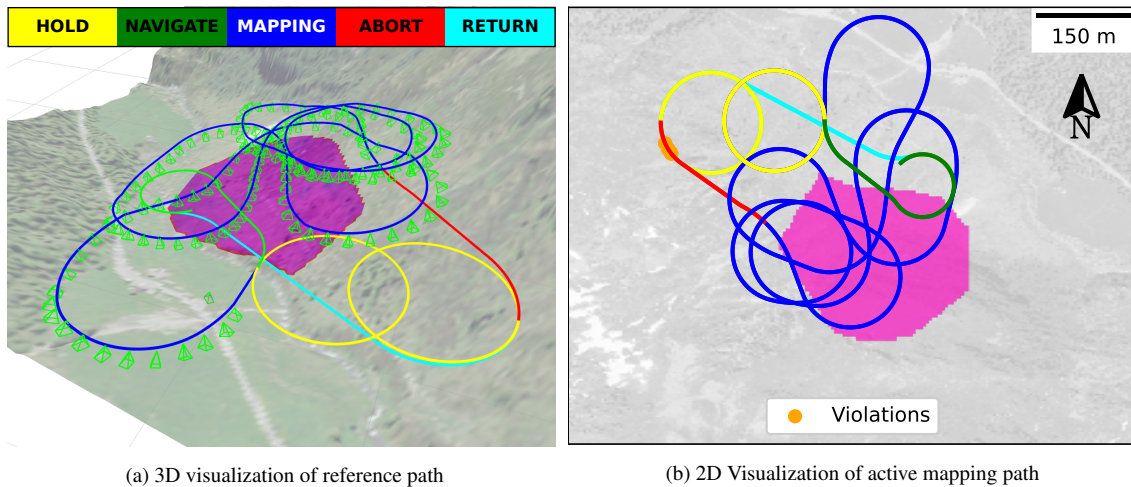 HOLD NAVIGATE MAPPING ABORT RETURN
150 m
N
Violations
(a) 3D visualization of reference path
(b) 2D Visualization of active mapping path